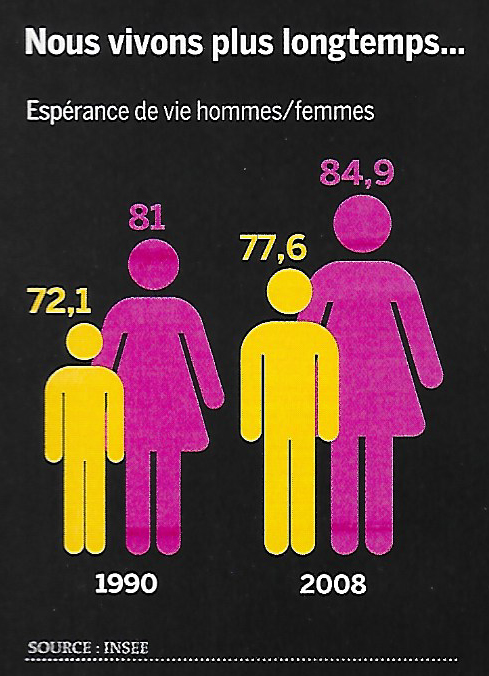 Nous vivons plus longtemps...
Espérance de vie hommes/femmes
84,9
81
77,6
72,1
1990
2008
SOURCE : INSEE